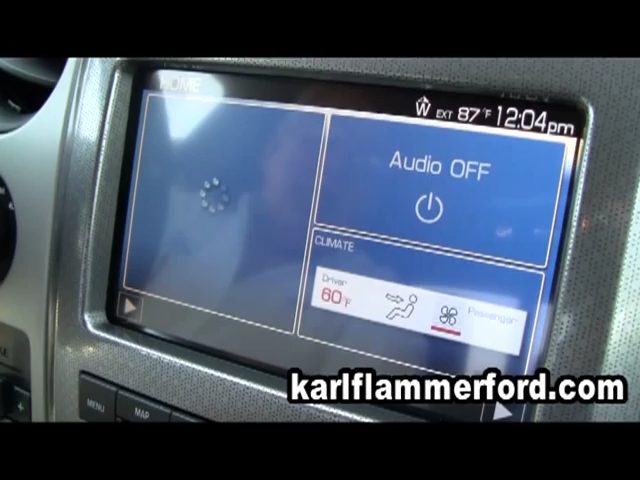 HOME
W EXT 87°F 12:04pm
Audio OFF
CLIMATE
Driver
60°F
Passenger
MENU
MAP
karlflammerford.com